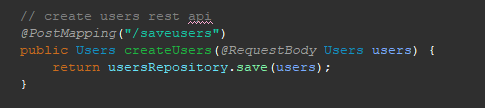 // create users rest api
@PostMapping("/saveusers")
public Users createUsers(@RequestBody Users users) {
    return usersRepository.save(users);
}